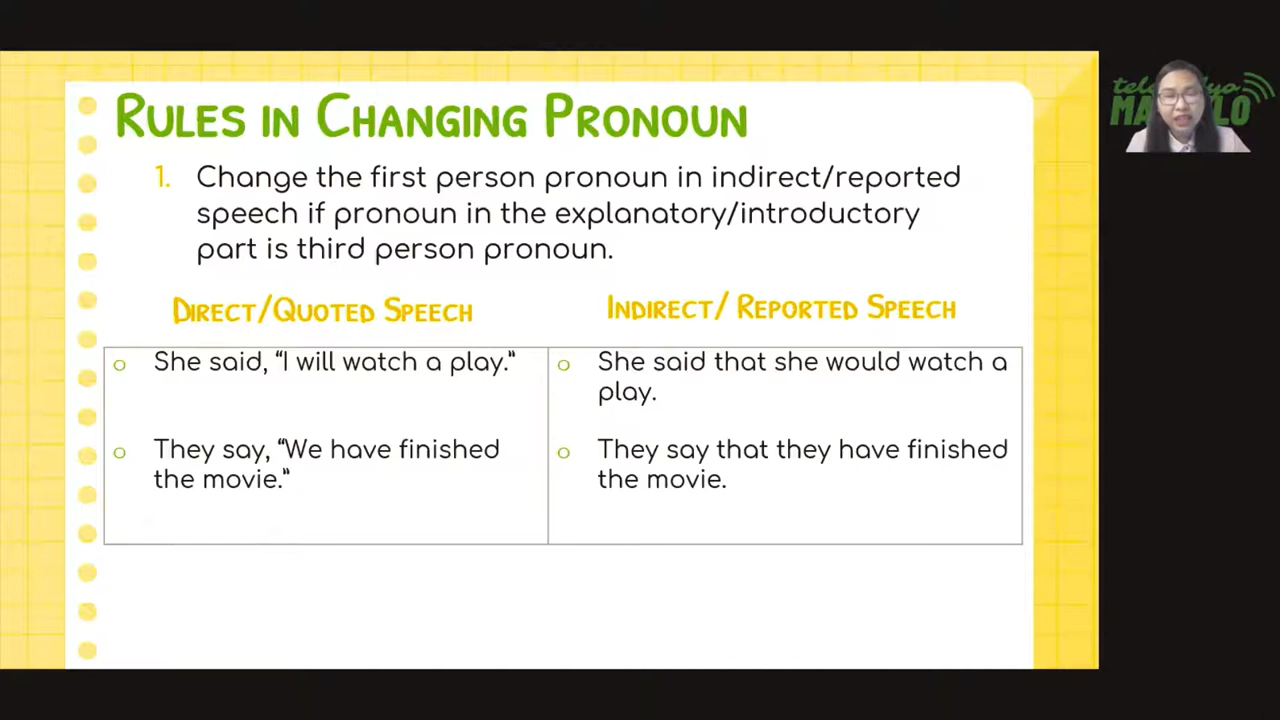 RULES IN CHANGING PRONOUN
1. Change the first person pronoun in indirect/reported
speech if pronoun in the explanatory/introductory
part is third person pronoun.
DIRECT/QUOTED SPEECH
INDIRECT/ REPORTED SPEECH
o She said, “I will watch a play.”
o They say, “We have finished
the movie.”
o She said that she would watch a
play.
o They say that they have finished
the movie.